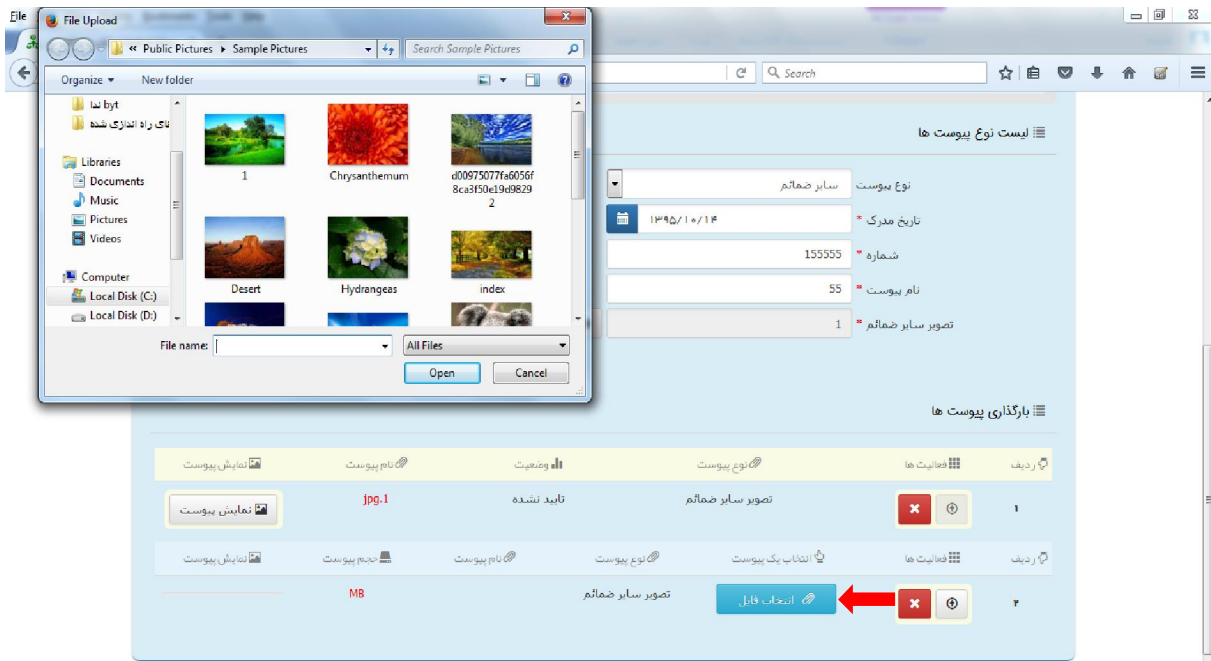 File
File Upload
« Public Pictures ▸ Sample Pictures
Search Sample Pictures
Organize
New folder
ندا byt
نای راه اندازی شده
Libraries
Documents
Music
Pictures
Videos
Computer
Local Disk (C:)
Local Disk (D:)
1
Chrysanthemum
d00975077fa6056f
8ca3f50e19d9829
2
Desert
Hydrangeas
index
File name:
All Files
Open
Cancel
Search
لیست نوع پیوست ها
نوع پیوست سایر ضمائم
تاریخ مدرک * ۱۳۹۵/۱۰/۱۴
شماره * 155555
نام پیوست * 55
تصویر سایر ضمائم * 1
بارگذاری پیوست ها
ردیف فعالیت ها نوع پیوست وضعیت نام پیوست نمایش پیوست
۱ تصویر سایر ضمائم تایید نشده jpg.1 نمایش پیوست
ردیف فعالیت ها انتخاب یک پیوست نوع پیوست نام پیوست حجم پیوست نمایش پیوست
۲ انتخاب فایل تصویر سایر ضمائم MB